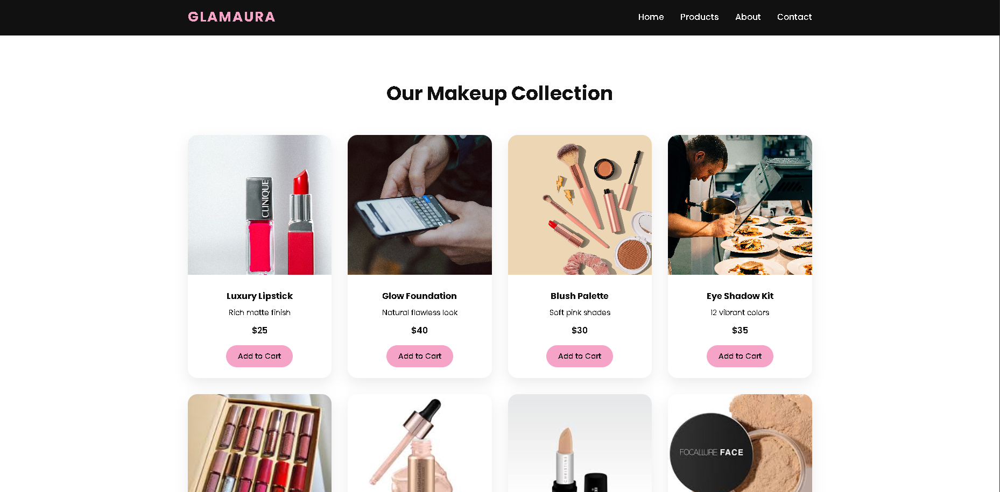 GLAMAURA
Home Products About Contact
Our Makeup Collection
CLINIQUE
Luxury Lipstick
Rich matte finish
$25
Add to Cart
Glow Foundation
Natural flawless look
$40
Add to Cart
Blush Palette
Soft pink shades
$30
Add to Cart
Eye Shadow Kit
12 vibrant colors
$35
Add to Cart
CHRISTINE
FOCALLURE FACE